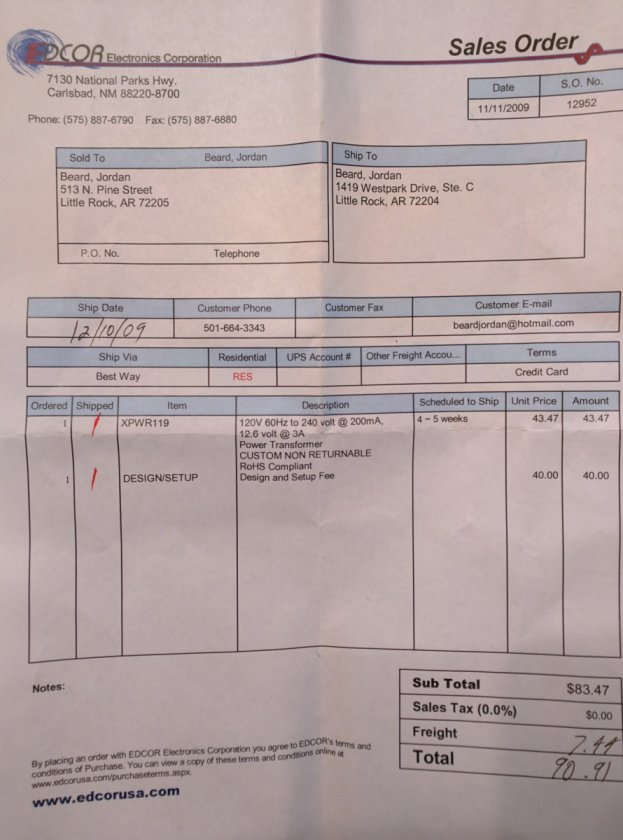 EDCOR Electronics Corporation
Sales Order
7130 National Parks Hwy.
Carlsbad, NM 88220-8700
Phone: (575) 887-6790 Fax: (575) 887-6880
Date S.O. No.
11/11/2009 12952
Sold To Beard, Jordan
Beard, Jordan
513 N. Pine Street
Little Rock, AR 72205
P.O. No. Telephone
Ship To
Beard, Jordan
1419 Westpark Drive, Ste. C
Little Rock, AR 72204
Ship Date Customer Phone Customer Fax Customer E-mail
12/10/09 501-664-3343 beardjordan@hotmail.com
Ship Via Residential UPS Account # Other Freight Accou... Terms
Best Way RES Credit Card
Ordered Shipped Item Description Scheduled to Ship Unit Price Amount
1 1 XPWR119 120V 60Hz to 240 volt @ 200mA, 4 ~ 5 weeks 43.47 43.47
12.6 volt @ 3A
Power Transformer
CUSTOM NON RETURNABLE
RoHS Compliant
1 1 DESIGN/SETUP Design and Setup Fee 40.00 40.00
Notes:
Sub Total $83.47
Sales Tax (0.0%) $0.00
Freight 7.44
Total 90.91
By placing an order with EDCOR Electronics Corporation you agree to EDCOR's terms and
conditions of Purchase. You can view a copy of these terms and conditions online at
www.edcorusa.com/purchaseterms.aspx.
www.edcorusa.com